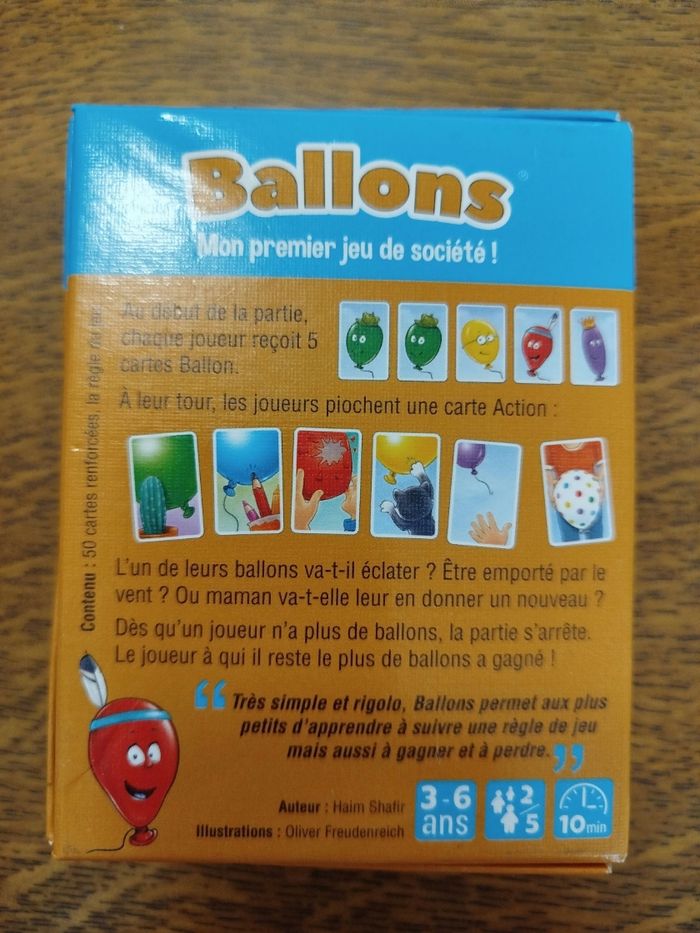 Ballons®
Mon premier jeu de société !
Au début de la partie,
chaque joueur reçoit 5
cartes Ballon.
À leur tour, les joueurs piochent une carte Action :
L'un de leurs ballons va-t-il éclater ? Être emporté par le
vent ? Ou maman va-t-elle leur en donner un nouveau ?
Dès qu'un joueur n'a plus de ballons, la partie s'arrête.
Le joueur à qui il reste le plus de ballons a gagné !
“ Très simple et rigolo, Ballons permet aux plus
petits d'apprendre à suivre une règle de jeu
mais aussi à gagner et à perdre. ”
Auteur : Haim Shafir
Illustrations : Oliver Freudenreich
3-6
ans
2
5
10 min
Contenu : 50 cartes renforcées, la règle de jeu.